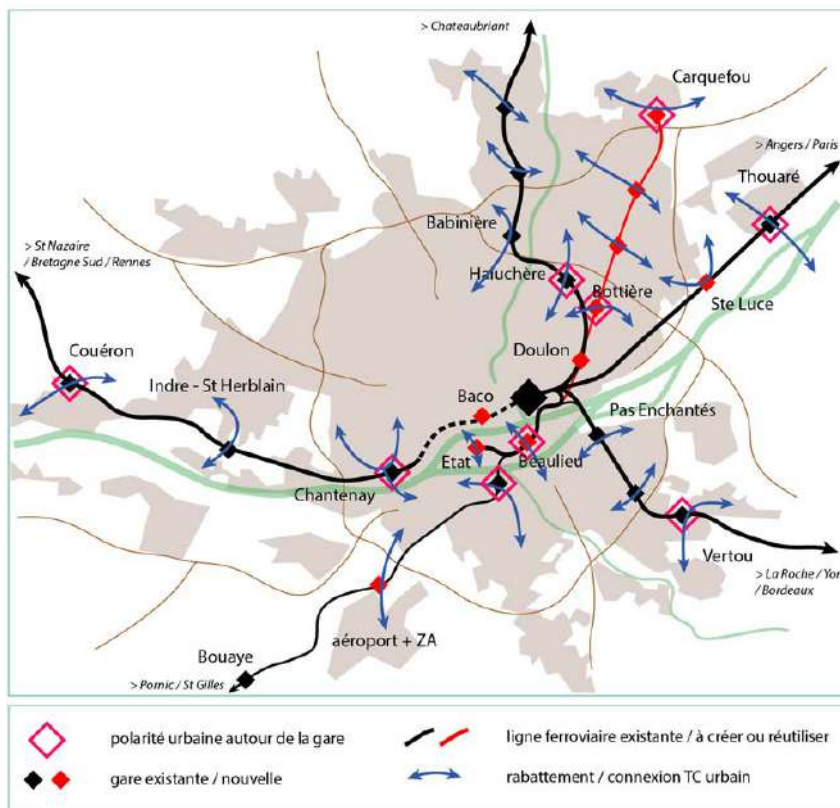 > Chateaubriant
Carquefou
> Angers / Paris
Thouaré
Babinière
> St Nazaire
/ Bretagne Sud / Rennes
Haluchère
Bottière
Ste Luce
Couéron
Doulon
Indre - St Herblain
Baco
Pas Enchantés
Etat
Beaulieu
Chantenay
Vertou
> La Roche / Yon
/ Bordeaux
aéroport + ZA
Bouaye
> Pornic / St Gilles
polarité urbaine autour de la gare
ligne ferroviaire existante / à créer ou réutiliser
gare existante / nouvelle
rabattement / connexion TC urbain